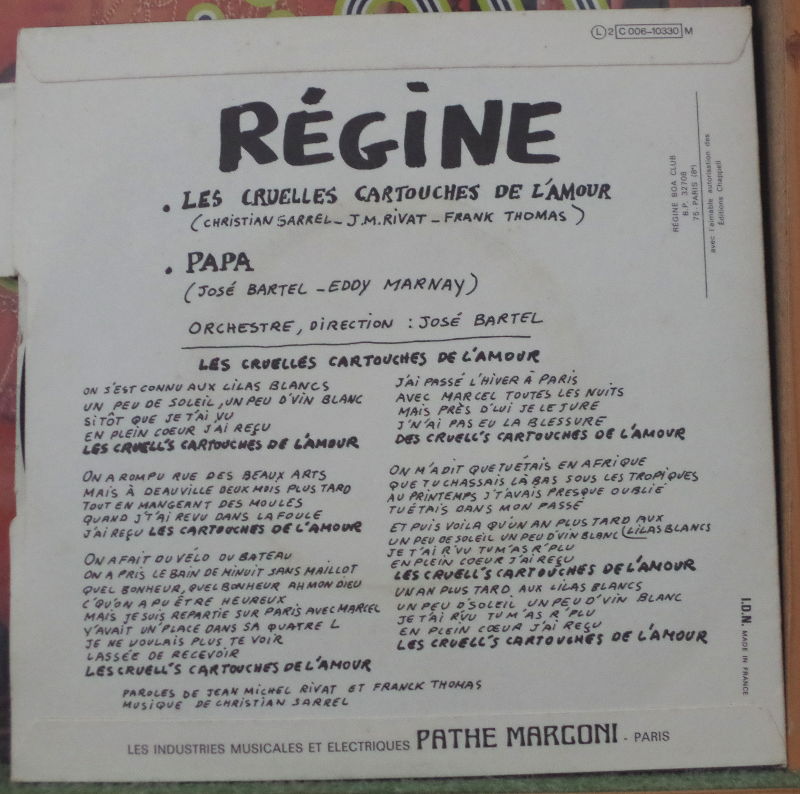 L 2 C 006-10330 M
RÉGINE
• LES CRUELLES CARTOUCHES DE L'AMOUR
(CHRISTIAN SARREL_ J.M.RIVAT_ FRANK THOMAS)
• PAPA
(JOSÉ BARTEL _ EDDY MARNAY)
ORCHESTRE, DIRECTION : JOSÉ BARTEL
RÉGINE BOA CLUB
B.P. 32708
75 - PARIS (8e)
avec l'aimable autorisation des
Éditions Chappell
LES CRUELLES CARTOUCHES DE L'AMOUR
ON S'EST CONNU AUX LILAS BLANCS
UN PEU DE SOLEIL, UN PEU D'VIN BLANC
SITÔT QUE JE T'AI VU
EN PLEIN COEUR J'AI REÇU
LES CRUELL'S CARTOUCHES DE L'AMOUR
ON A ROMPU RUE DES BEAUX ARTS
MAIS À DEAUVILLE DEUX MOIS PLUS TARD
TOUT EN MANGEANT DES MOULES
QUAND J'T'AI REVU DANS LA FOULE
J'AI REÇU LES CARTOUCHES DE L'AMOUR
ON A FAIT DU VÉLO DU BATEAU
ON A PRIS LE BAIN DE MINUIT SANS MAILLOT
QUEL BONHEUR, QUEL BONHEUR AH MON DIEU
C'QU'ON A PU ÊTRE HEUREUX
MAIS JE SUIS REPARTIE SUR PARIS AVEC MARCEL
Y'AVAIT UN'PLACE DANS SA QUATRE L
JE NE VOULAIS PLUS TE VOIR
LASSÉE DE RECEVOIR
LES CRUELL'S CARTOUCHES DE L'AMOUR
J'AI PASSÉ L'HIVER À PARIS
AVEC MARCEL TOUTES LES NUITS
MAIS PRÈS D'LUI JE LE JURE
J'N'AI PAS EU LA BLESSURE
DES CRUELL'S CARTOUCHES DE L'AMOUR
ON M'A DIT QUE TU ÉTAIS EN AFRIQUE
QUE TU CHASSAIS LÀ BAS SOUS LES TROPIQUES
AU PRINTEMPS J'T'AVAIS PRESQUE OUBLIÉ
TU ÉTAIS DANS MON PASSÉ
ET PUIS VOILÀ QU'UN AN PLUS TARD AUX
UN PEU DE SOLEIL UN PEU D'VIN BLANC (LILAS BLANCS
JE T'AI R'VU TU M'AS R'PLU
EN PLEIN COEUR J'AI REÇU
LES CRUELL'S CARTOUCHES DE L'AMOUR
UN AN PLUS TARD AUX LILAS BLANCS
UN PEU D'SOLEIL UN PEU D'VIN BLANC
JE T'AI R'VU TU M'AS R'PLU
EN PLEIN CŒUR J'AI REÇU
LES CRUELL'S CARTOUCHES DE L'AMOUR
PAROLES DE JEAN MICHEL RIVAT ET FRANCK THOMAS
MUSIQUE DE CHRISTIAN SARREL
I.D.N. MADE IN FRANCE
LES INDUSTRIES MUSICALES ET ELECTRIQUES PATHE MARCONI - PARIS